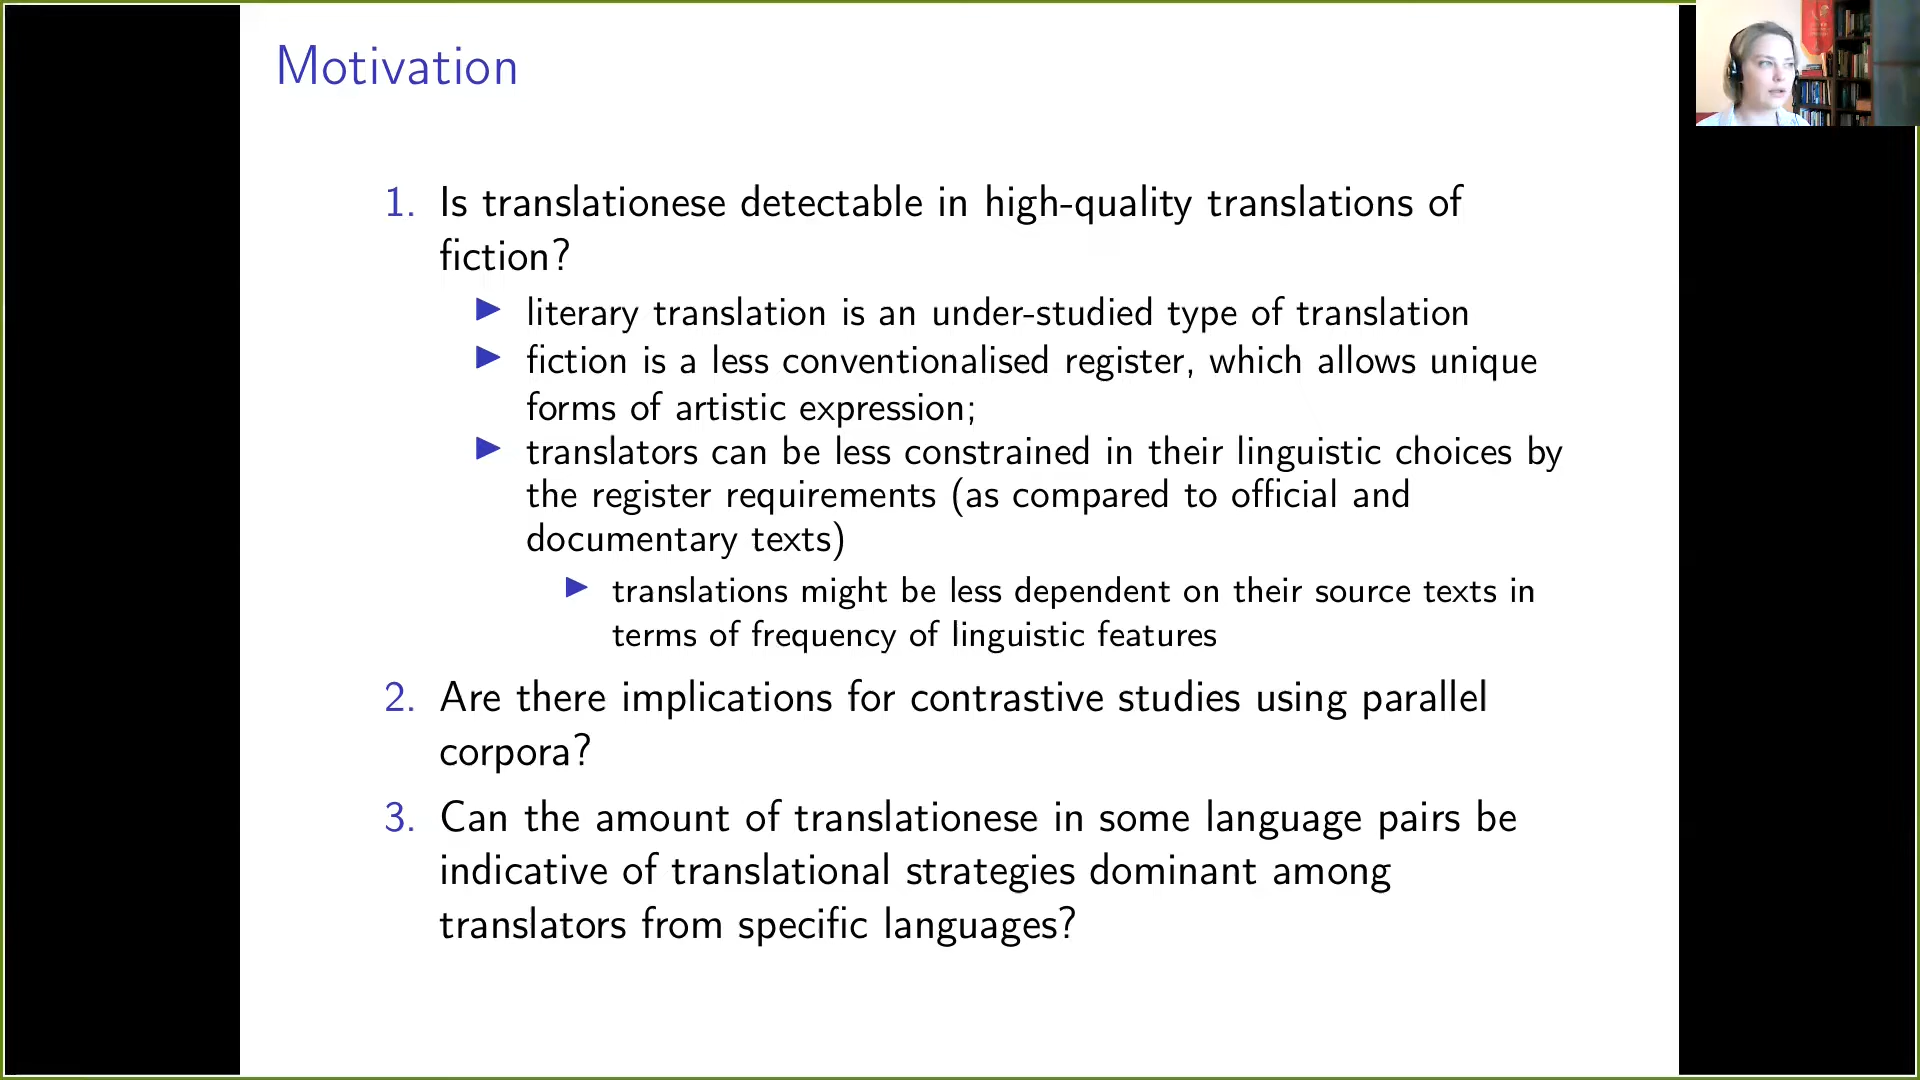 Motivation
1. Is translationese detectable in high-quality translations of
fiction?
▶ literary translation is an under-studied type of translation
▶ fiction is a less conventionalised register, which allows unique
forms of artistic expression;
▶ translators can be less constrained in their linguistic choices by
the register requirements (as compared to official and
documentary texts)
▶ translations might be less dependent on their source texts in
terms of frequency of linguistic features
2. Are there implications for contrastive studies using parallel
corpora?
3. Can the amount of translationese in some language pairs be
indicative of translational strategies dominant among
translators from specific languages?